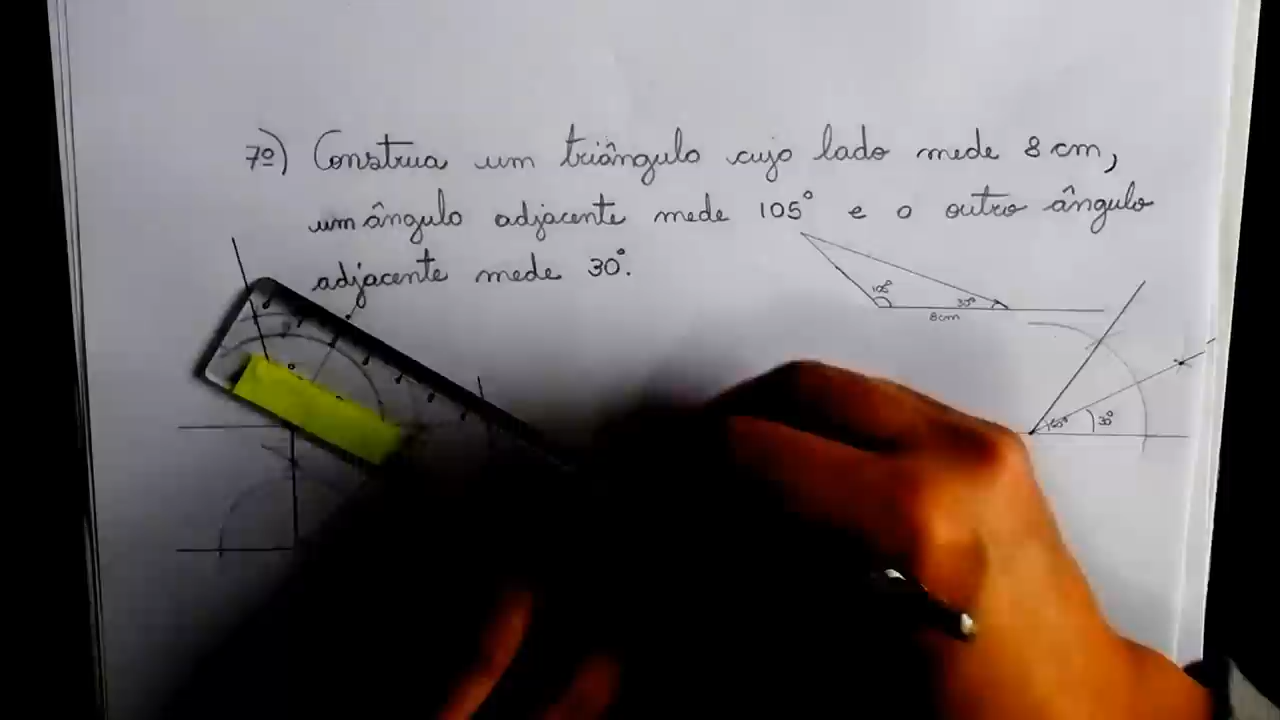 7º) Construa um triângulo cujo lado mede 8 cm,
um ângulo adjacente mede 105° e o outro ângulo
adjacente mede 30°.
105° 30°
8cm
30°